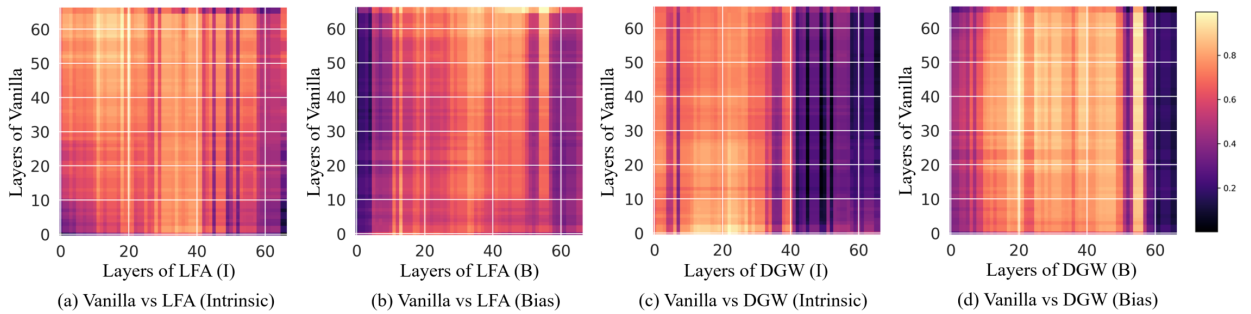 60
50
40
30
20
10
0
Layers of Vanilla
0 20 40 60
Layers of LFA (I)
(a) Vanilla vs LFA (Intrinsic)
60
50
40
30
20
10
0
Layers of Vanilla
0 20 40 60
Layers of LFA (B)
(b) Vanilla vs LFA (Bias)
60
50
40
30
20
10
0
Layers of Vanilla
0 20 40 60
Layers of DGW (I)
(c) Vanilla vs DGW (Intrinsic)
60
50
40
30
20
10
0
Layers of Vanilla
0 20 40 60
Layers of DGW (B)
(d) Vanilla vs DGW (Bias)
0.8
0.6
0.4
0.2